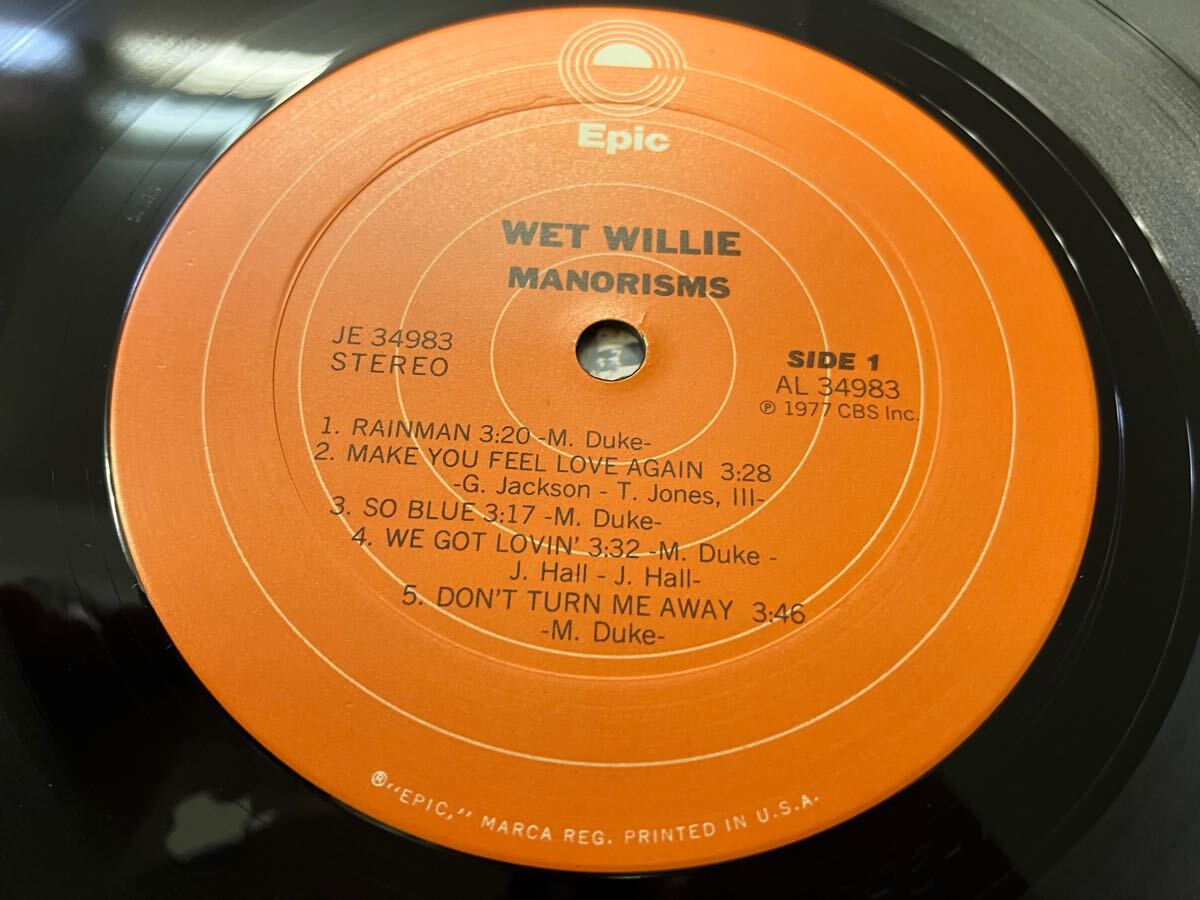 Epic
WET WILLIE
MANORISMS
JE 34983
STEREO
SIDE 1
AL 34983
℗ 1977 CBS Inc.
1. RAINMAN 3:20 -M. Duke-
2. MAKE YOU FEEL LOVE AGAIN 3:28
-G. Jackson - T. Jones, III-
3. SO BLUE 3:17 -M. Duke-
4. WE GOT LOVIN' 3:32 -M. Duke -
J. Hall - J. Hall-
5. DON'T TURN ME AWAY 3:46
-M. Duke-
®"EPIC," MARCA REG. PRINTED IN U.S.A.